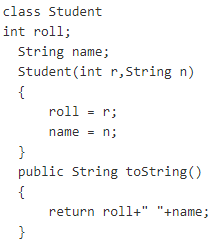 class Student
int roll;
String name;
Student(int r,String n)
{
roll = r;
name = n;
}
public String toString()
{
return roll+" "+name;
}